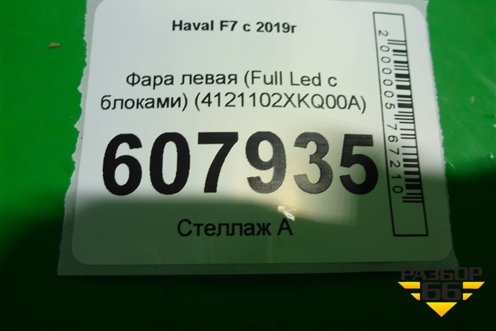 Haval F7 с 2019г
Фара левая (Full Led с
блоками) (4121102XKQ00A)
607935
Стеллаж А
2000005767210
РАЗБОР
66